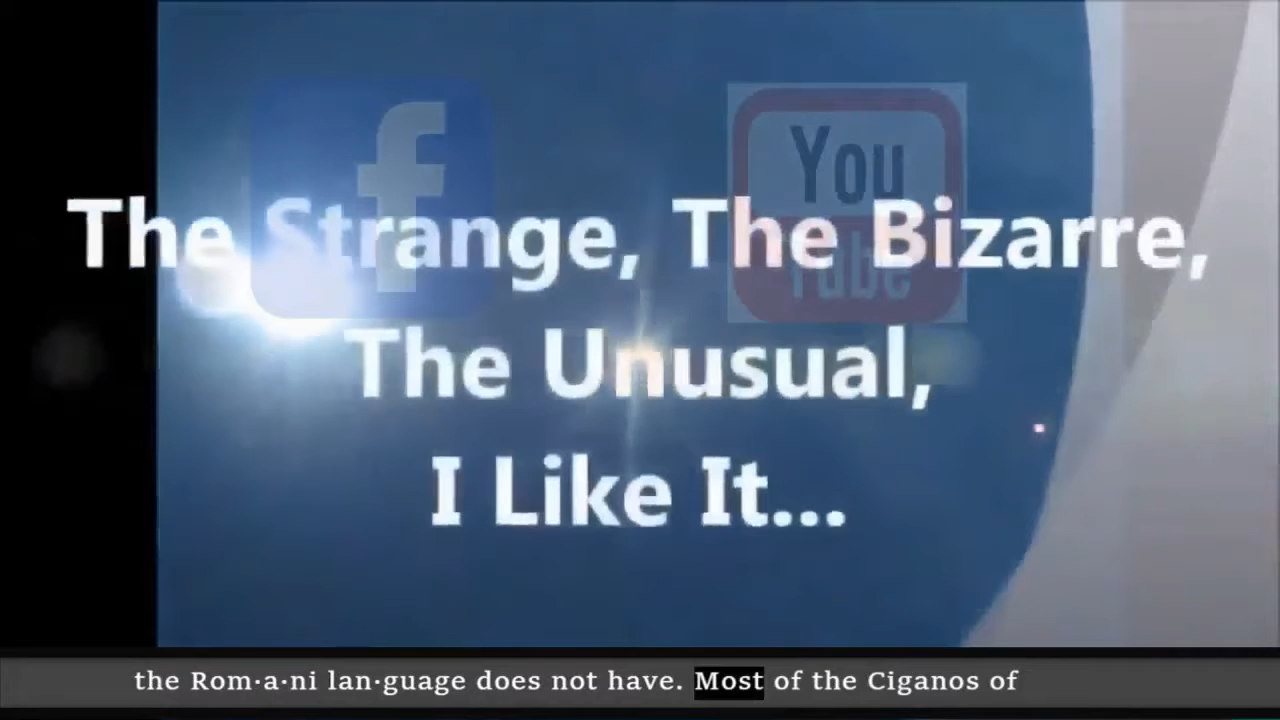 f
You
Tube
The Strange, The Bizarre,
The Unusual,
I Like It...
the Rom·a·ni lan·guage does not have. Most of the Ciganos of